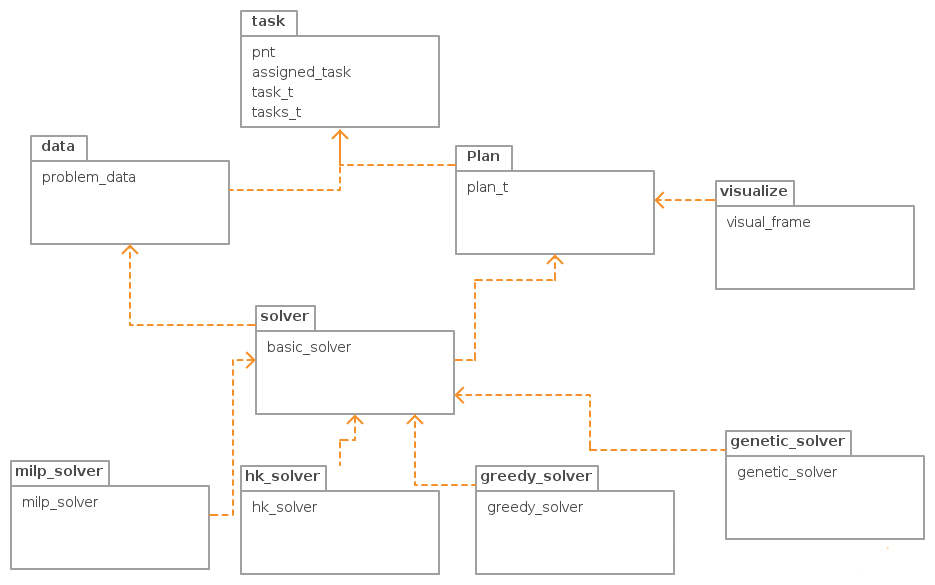 task
pnt
assigned_task
task_t
tasks_t
data
problem_data
Plan
plan_t
visualize
visual_frame
solver
basic_solver
milp_solver
milp_solver
hk_solver
hk_solver
greedy_solver
greedy_solver
genetic_solver
genetic_solver